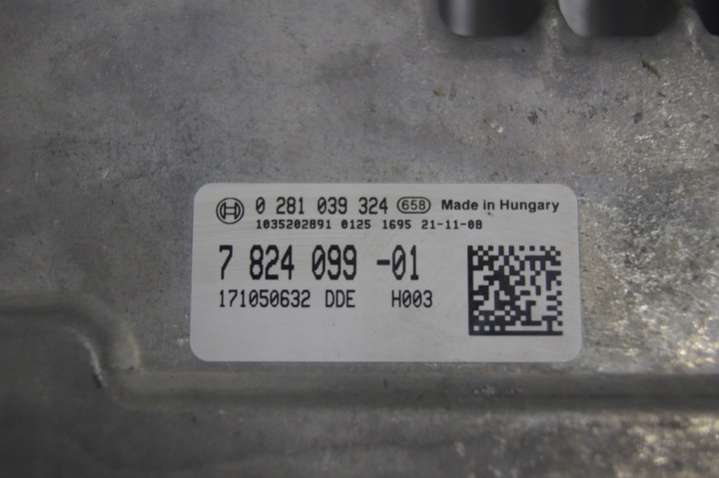 0 281 039 324 658 Made in Hungary
1035202891 0125 1695 21-11-08
7 824 099 -01
171050632 DDE H003